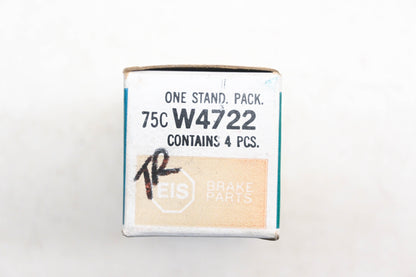 ONE STAND. PACK.
75C W4722
CONTAINS 4 PCS.
TR
EIS BRAKE
PARTS